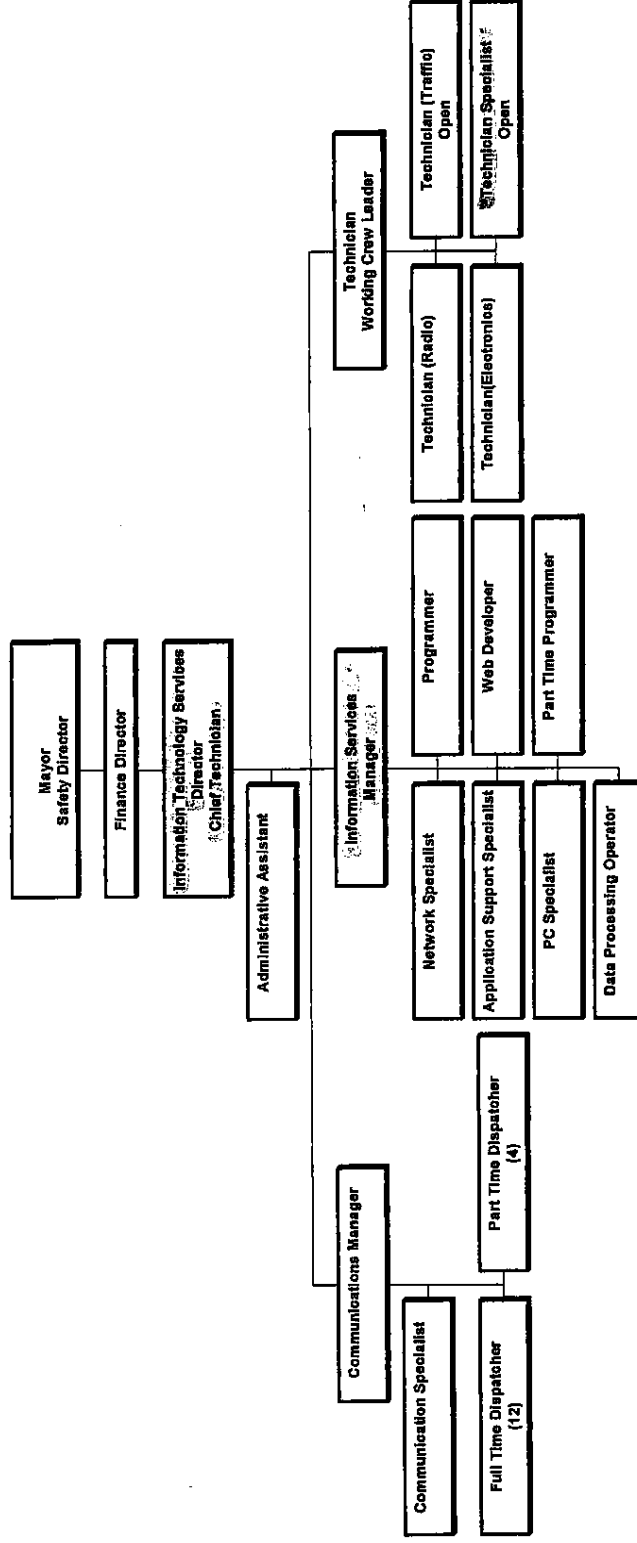 Mayor
Safety Director
Finance Director
Information Technology Services
Director
Chief Technician
Administrative Assistant
Communications Manager
Information Services
Manager
Technician
Working Crew Leader
Communication Specialist
Full Time Dispatcher
(12)
Part Time Dispatcher
(4)
Network Specialist
Programmer
Application Support Specialist
Web Developer
PC Specialist
Part Time Programmer
Data Processing Operator
Technician (Radio)
Technician (Traffic)
Open
Technician(Electronics)
Technician Specialist
Open